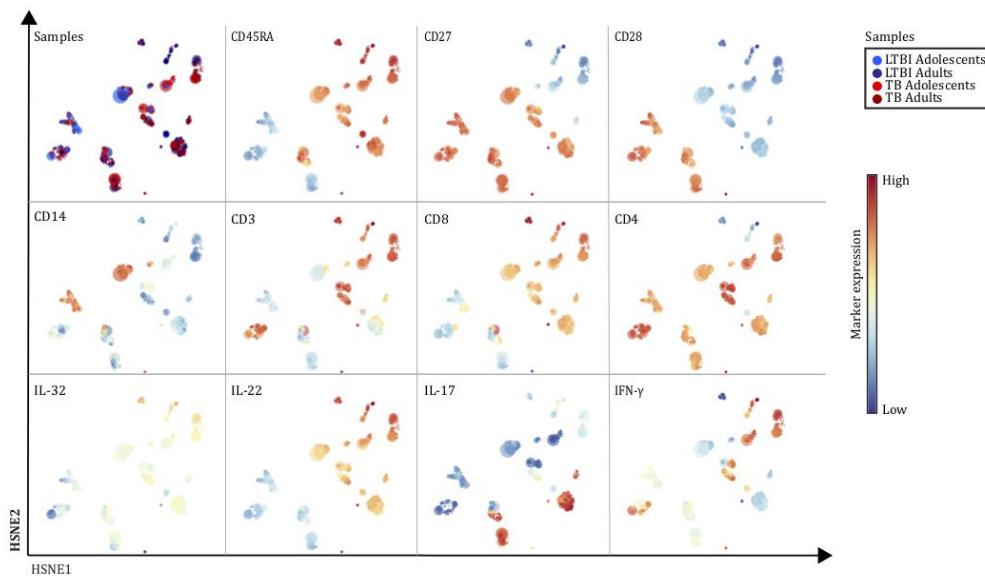 Samples
CD45RA
CD27
CD28
Samples
LTBI Adolescents
LTBI Adults
TB Adolescents
TB Adults
High
Marker expression
Low
CD14
CD3
CD8
CD4
IL-32
IL-22
IL-17
IFN-γ
HSNE2
HSNE1